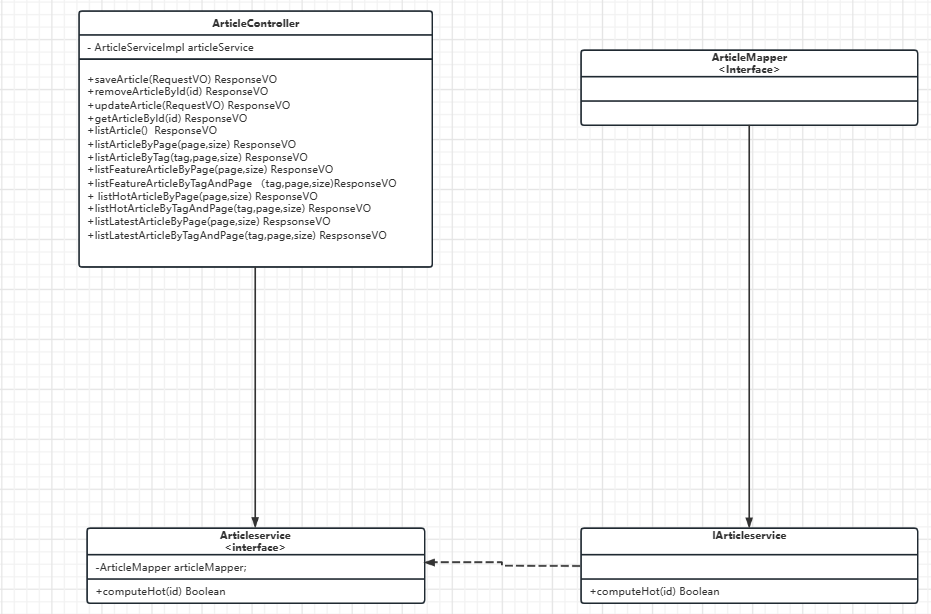 ArticleController
- ArticleServiceImpl articleService
+saveArticle(RequestVO) ResponseVO
+removeArticleById(id) ResponseVO
+updateArticle(RequestVO) ResponseVO
+getArticleById(id) ResponseVO
+listArticle()  ResponseVO
+listArticleByPage(page,size) ResponseVO
+listArticleByTag(tag,page,size) ResponseVO
+listFeatureArticleByPage(page,size) ResponseVO
+listFeatureArticleByTagAndPage （tag,page,size)ResponseVO
+ listHotArticleByPage(page,size) ResponseVO
+listHotArticleByTagAndPage(tag,page,size) ResponseVO
+listLatestArticleByPage(page,size) RespsonseVO
+listLatestArticleByTagAndPage(tag,page,size) RespsonseVO
ArticleMapper
<Interface>
Articleservice
<interface>
-ArticleMapper articleMapper;
+computeHot(id) Boolean
IArticleservice
+computeHot(id) Boolean